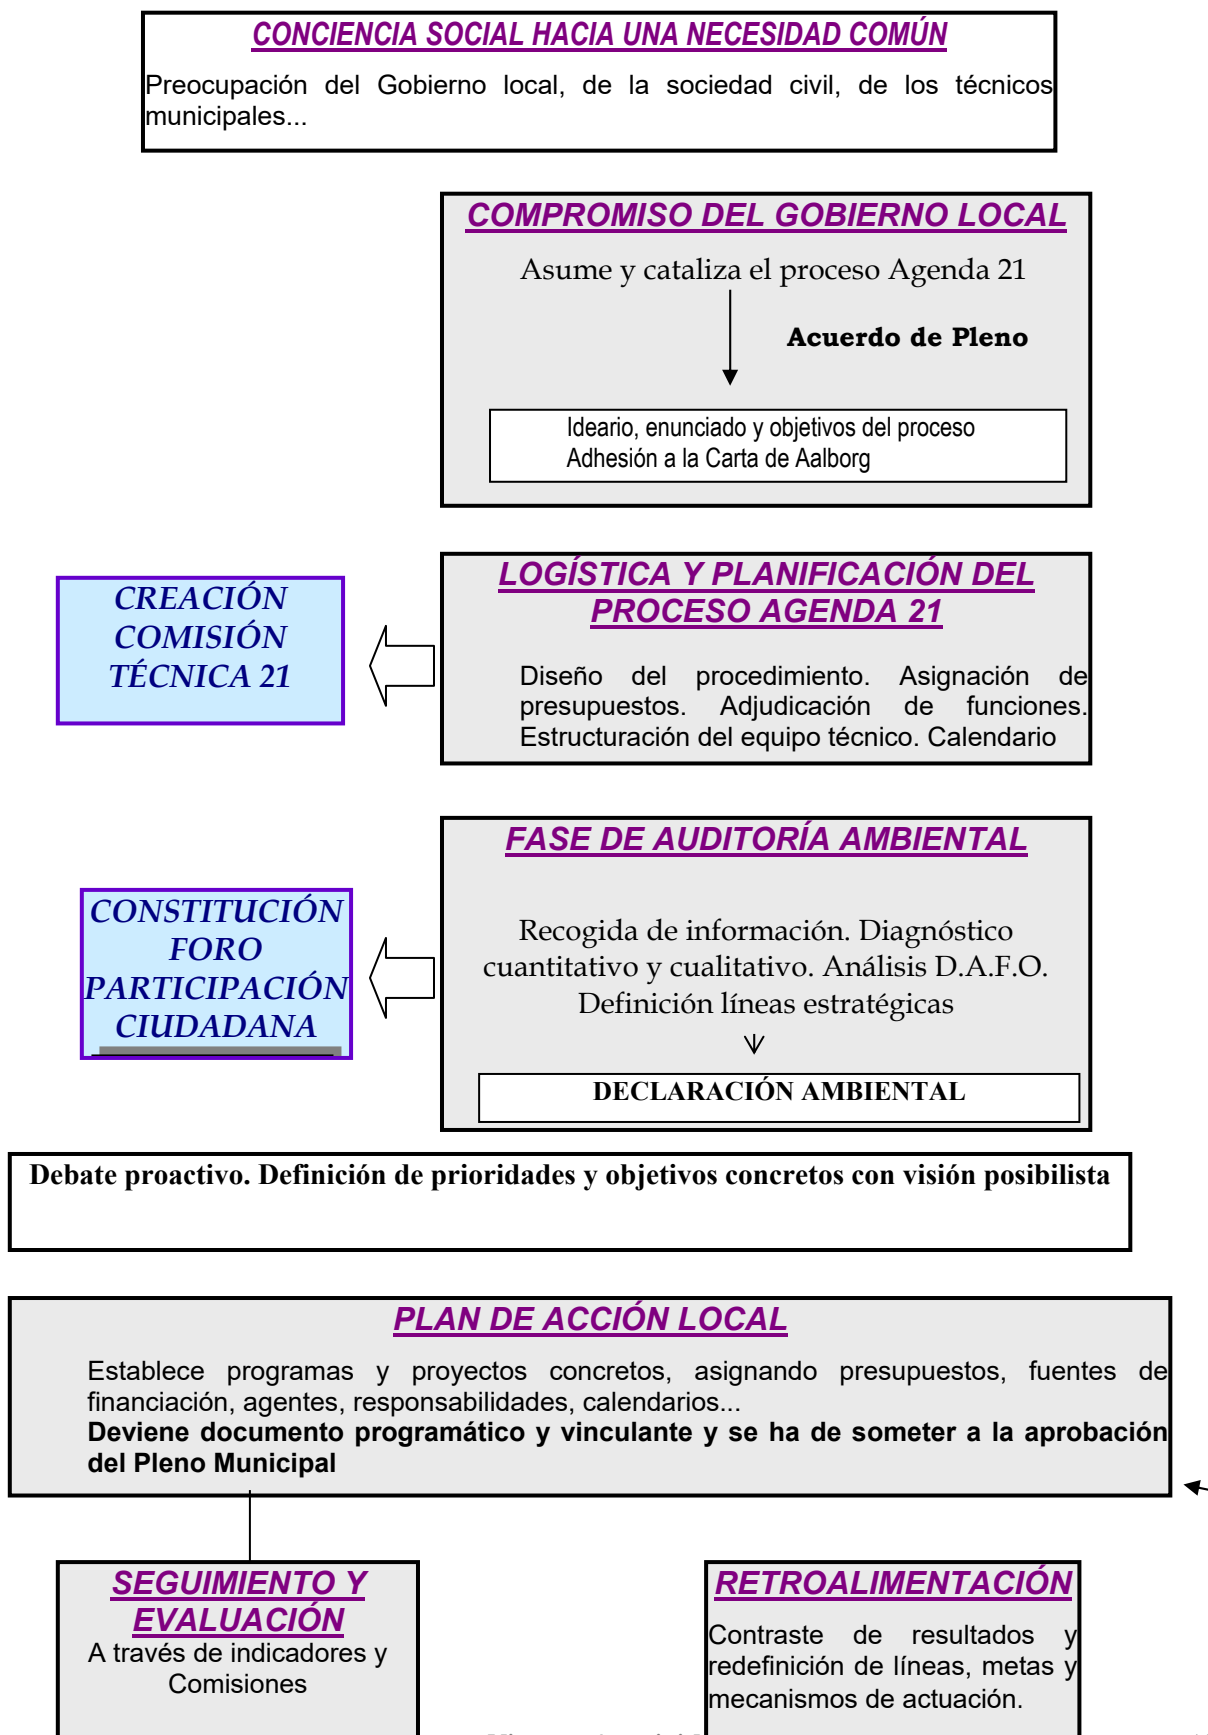 CONCIENCIA SOCIAL HACIA UNA NECESIDAD COMÚN
Preocupación del Gobierno local, de la sociedad civil, de los técnicos
municipales...
COMPROMISO DEL GOBIERNO LOCAL
Asume y cataliza el proceso Agenda 21
Acuerdo de Pleno
Ideario, enunciado y objetivos del proceso
Adhesión a la Carta de Aalborg
LOGÍSTICA Y PLANIFICACIÓN DEL
PROCESO AGENDA 21
Diseño del procedimiento. Asignación de
presupuestos. Adjudicación de funciones.
Estructuración del equipo técnico. Calendario
CREACIÓN
COMISIÓN
TÉCNICA 21
FASE DE AUDITORÍA AMBIENTAL
Recogida de información. Diagnóstico
cuantitativo y cualitativo. Análisis D.A.F.O.
Definición líneas estratégicas
DECLARACIÓN AMBIENTAL
CONSTITUCIÓN
FORO
PARTICIPACIÓN
CIUDADANA
Debate proactivo. Definición de prioridades y objetivos concretos con visión posibilista
PLAN DE ACCIÓN LOCAL
Establece programas y proyectos concretos, asignando presupuestos, fuentes de
financiación, agentes, responsabilidades, calendarios...
Deviene documento programático y vinculante y se ha de someter a la aprobación
del Pleno Municipal
SEGUIMIENTO Y
EVALUACIÓN
A través de indicadores y
Comisiones
RETROALIMENTACIÓN
Contraste de resultados y
redefinición de líneas, metas y
mecanismos de actuación.